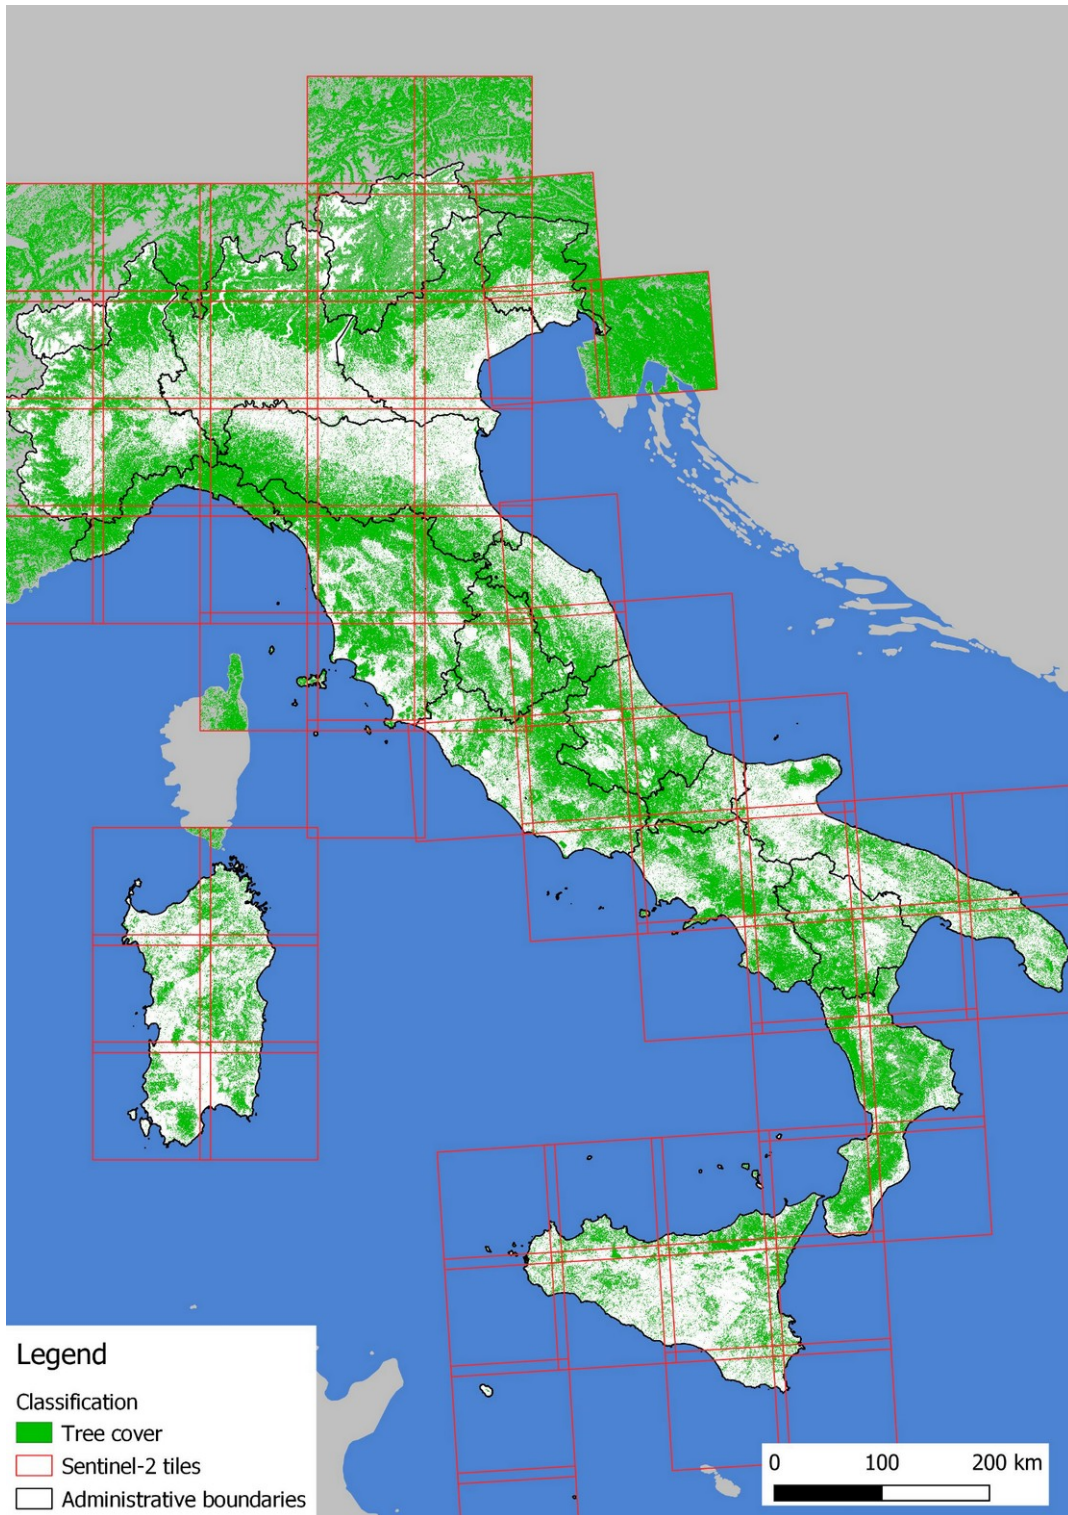 Legend
Classification
Tree cover
Sentinel-2 tiles
Administrative boundaries
0 100 200 km